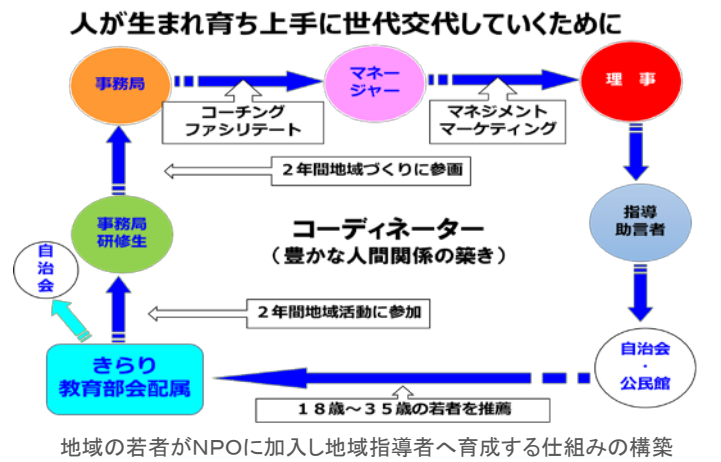 人が生まれ育ち上手に世代交代していくために
事務局
マネー
ジャー
理　事
コーチング
ファシリテート
マネジメント
マーケティング
２年間地域づくりに参画
事務局
研修生
コーディネーター
（豊かな人間関係の築き）
指導
助言者
自
治
会
２年間地域活動に参加
きらり
教育部会配属
自治会
・
公民館
１８歳～３５歳の若者を推薦
地域の若者がNPOに加入し地域指導者へ育成する仕組みの構築